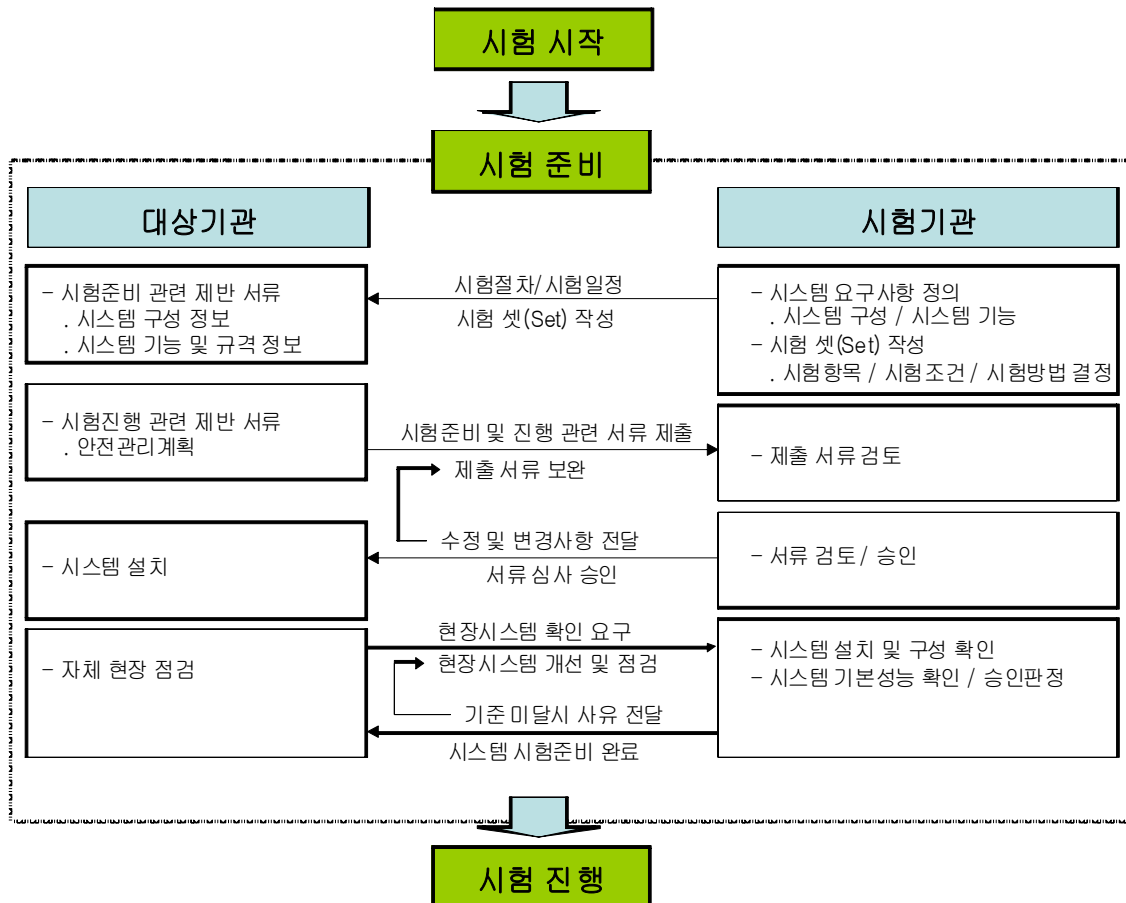 시험 시작
시험 준비
대상기관
시험기관
- 시험준비 관련 제반 서류
. 시스템 구성 정보
. 시스템 기능 및 규격 정보
시험절차/시험일정
시험 셋(Set) 작성
- 시스템 요구사항 정의
. 시스템 구성 / 시스템 기능
- 시험 셋(Set) 작성
. 시험항목 / 시험조건 / 시험방법 결정
- 시험진행 관련 제반 서류
. 안전관리계획
시험준비 및 진행 관련 서류 제출
제출 서류 보완
- 제출 서류 검토
- 시스템 설치
수정 및 변경사항 전달
서류 심사 승인
- 서류 검토 / 승인
- 자체 현장 점검
현장시스템 확인 요구
현장시스템 개선 및 점검
기준 미달시 사유 전달
시스템 시험준비 완료
- 시스템 설치 및 구성 확인
- 시스템 기본성능 확인 / 승인판정
시험 진행